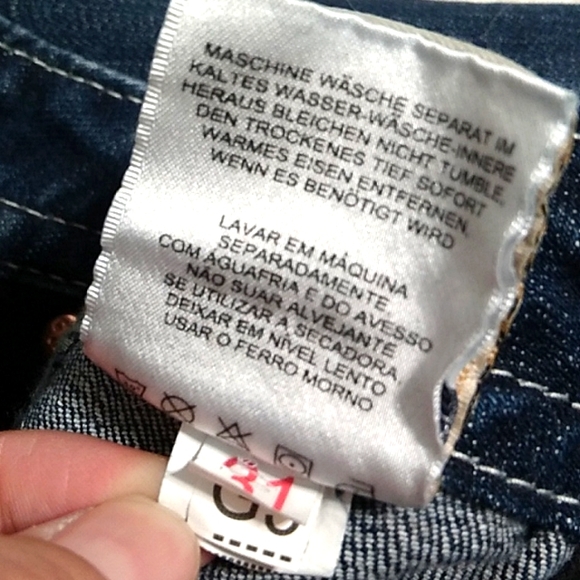 MASCHINE WÄSCHE SEPARAT IM
KALTES WASSER-WÄSCHE-INNERE
HERAUS BLEICHEN NICHT TUMBLE,
DEN TROCKENES TIEF SOFORT
WARMES EISEN ENTFERNEN,
WENN ES BENÖTIGT WIRD
LAVAR EM MÁQUINA
SEPARADAMENTE
COM AGUAFRIA E DO AVESSO
NÃO SUAR ALVEJANTE
SE UTILIZAR A SECADORA,
DEIXAR EM NÍVEL LENTO
USAR O FERRO MORNO
21